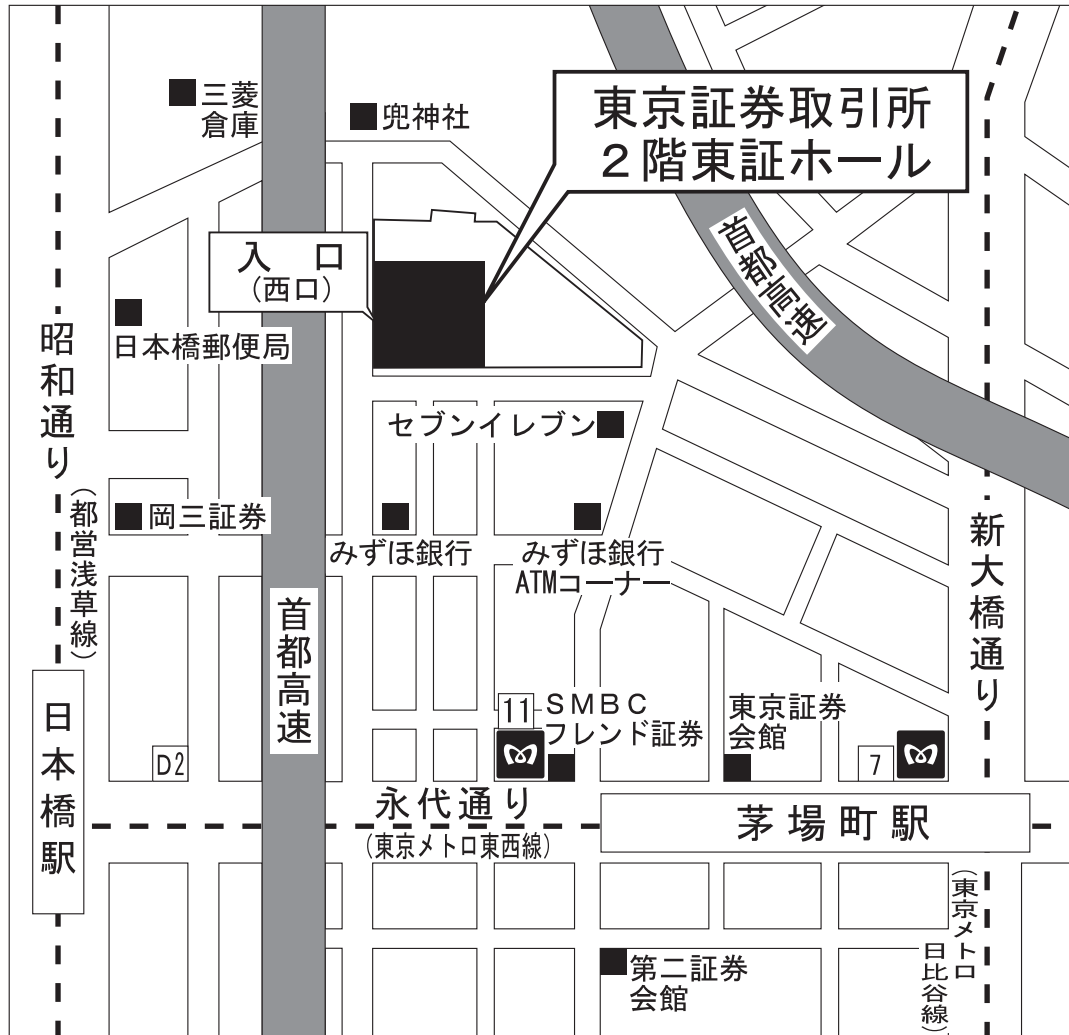 三菱
倉庫
兜神社
東京証券取引所
2階東証ホール
入　口
（西口）
首都高速
日本橋郵便局
昭和通り
（都営浅草線）
セブンイレブン
岡三証券
みずほ銀行
みずほ銀行
ATMコーナー
新大橋通り
首都高速
日本橋駅
D2
11
SMBC
フレンド証券
東京証券
会館
7
永代通り
（東京メトロ東西線）
茅場町駅
（東京メトロ
日比谷線）
第二証券
会館